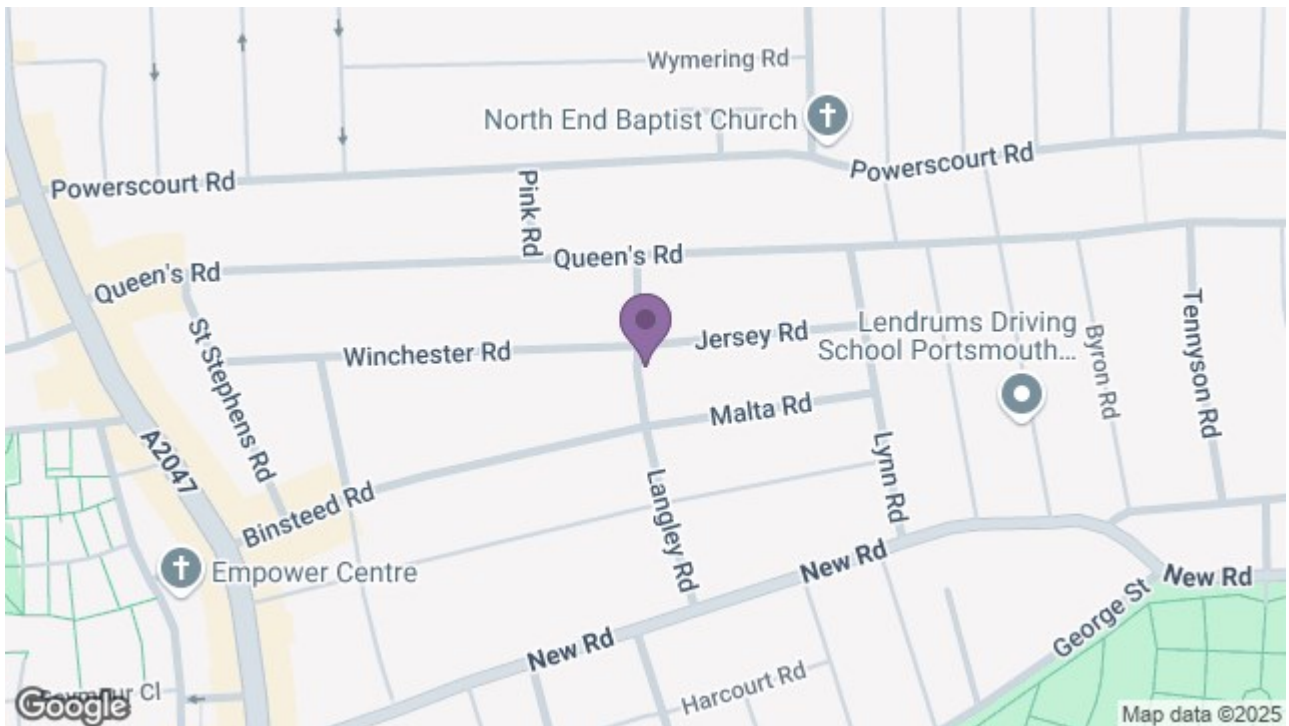 Wymering Rd
North End Baptist Church
Powerscourt Rd
Powerscourt Rd
Pink Rd
Queen's Rd
Queen's Rd
St Stephens Rd
Winchester Rd
Jersey Rd
Lendrums Driving
School Portsmouth...
Byron Rd
Tennyson Rd
Malta Rd
A2047
Lynn Rd
Binsteed Rd
Langley Rd
Empower Centre
New Rd
New Rd
George St
New Rd
Harcourt Rd
Seymour Cl
Google
Map data ©2025